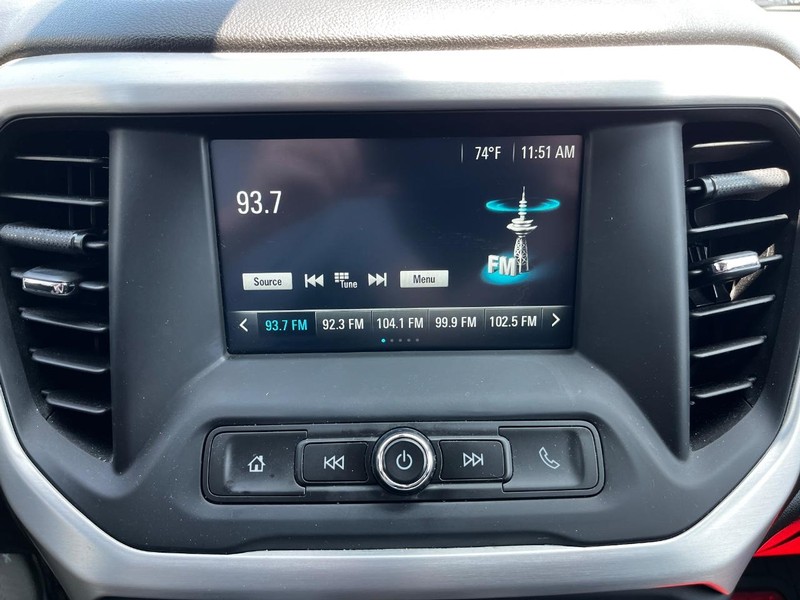 74°F 11:51 AM
93.7
FM
Source Tune Menu
93.7 FM 92.3 FM 104.1 FM 99.9 FM 102.5 FM